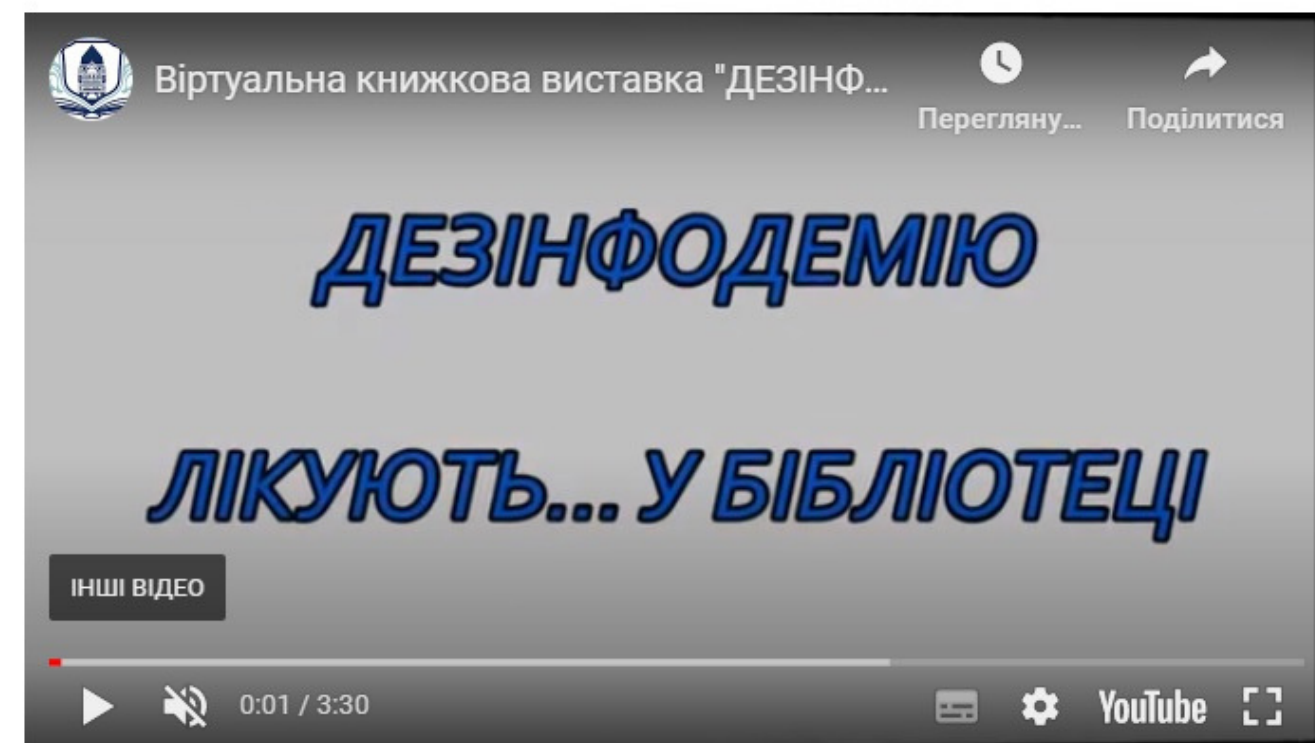 Віртуальна книжкова виставка "ДЕЗІНФ...
Перегляну...
Поділитися
ДЕЗІНФОДЕМІЮ
ЛІКУЮТЬ... У БІБЛІОТЕЦІ
ІНШІ ВІДЕО
0:01 / 3:30
YouTube